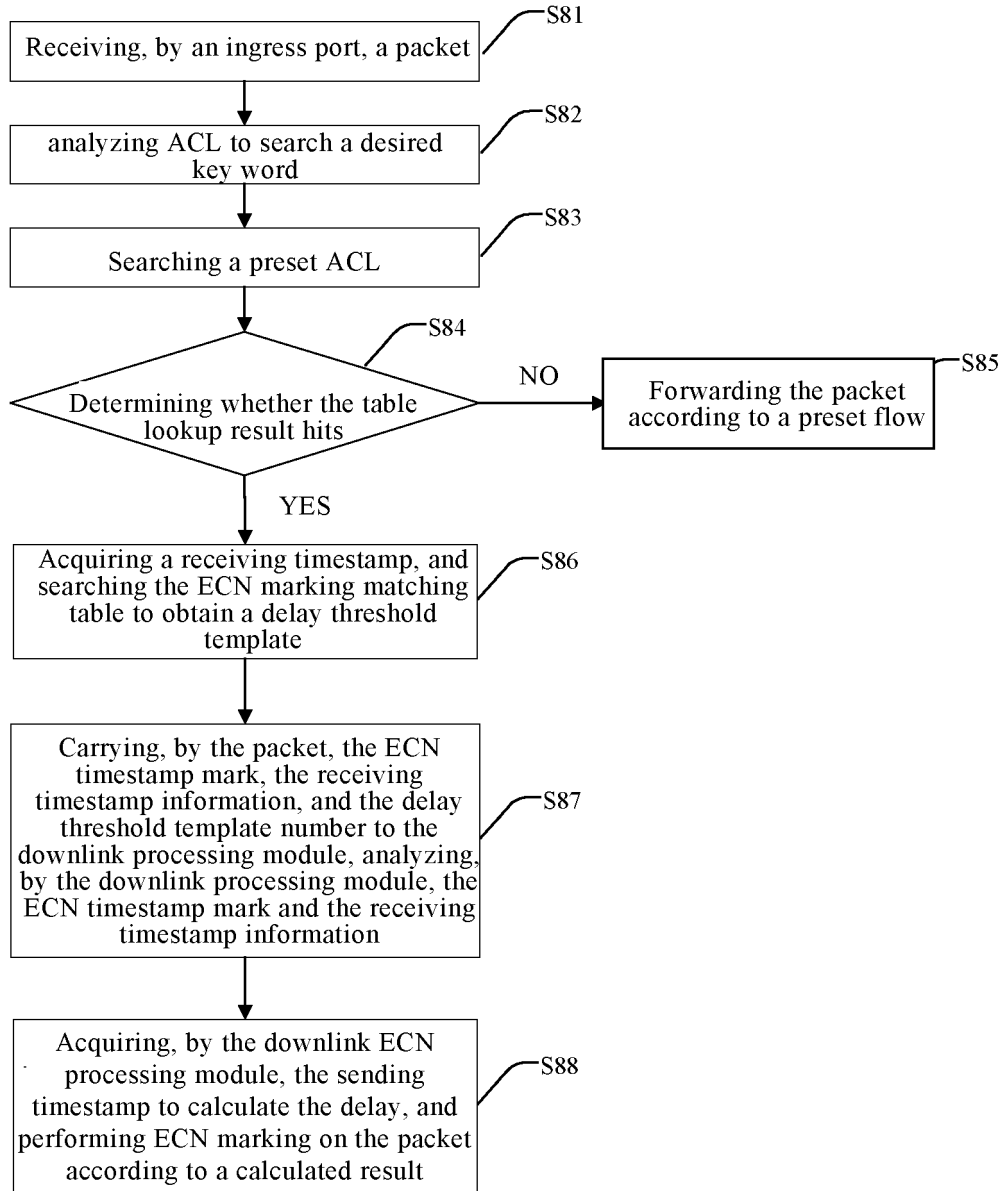 S81
Receiving, by an ingress port, a packet
S82
analyzing ACL to search a desired
key word
S83
Searching a preset ACL
S84
Determining whether the table
lookup result hits
NO
S85
Forwarding the packet
according to a preset flow
YES
S86
Acquiring a receiving timestamp, and
searching the ECN marking matching
table to obtain a delay threshold
template
S87
Carrying, by the packet, the ECN
timestamp mark, the receiving
timestamp information, and the delay
threshold template number to the
downlink processing module, analyzing,
by the downlink processing module, the
ECN timestamp mark and the receiving
timestamp information
S88
Acquiring, by the downlink ECN
processing module, the sending
timestamp to calculate the delay, and
performing ECN marking on the packet
according to a calculated result